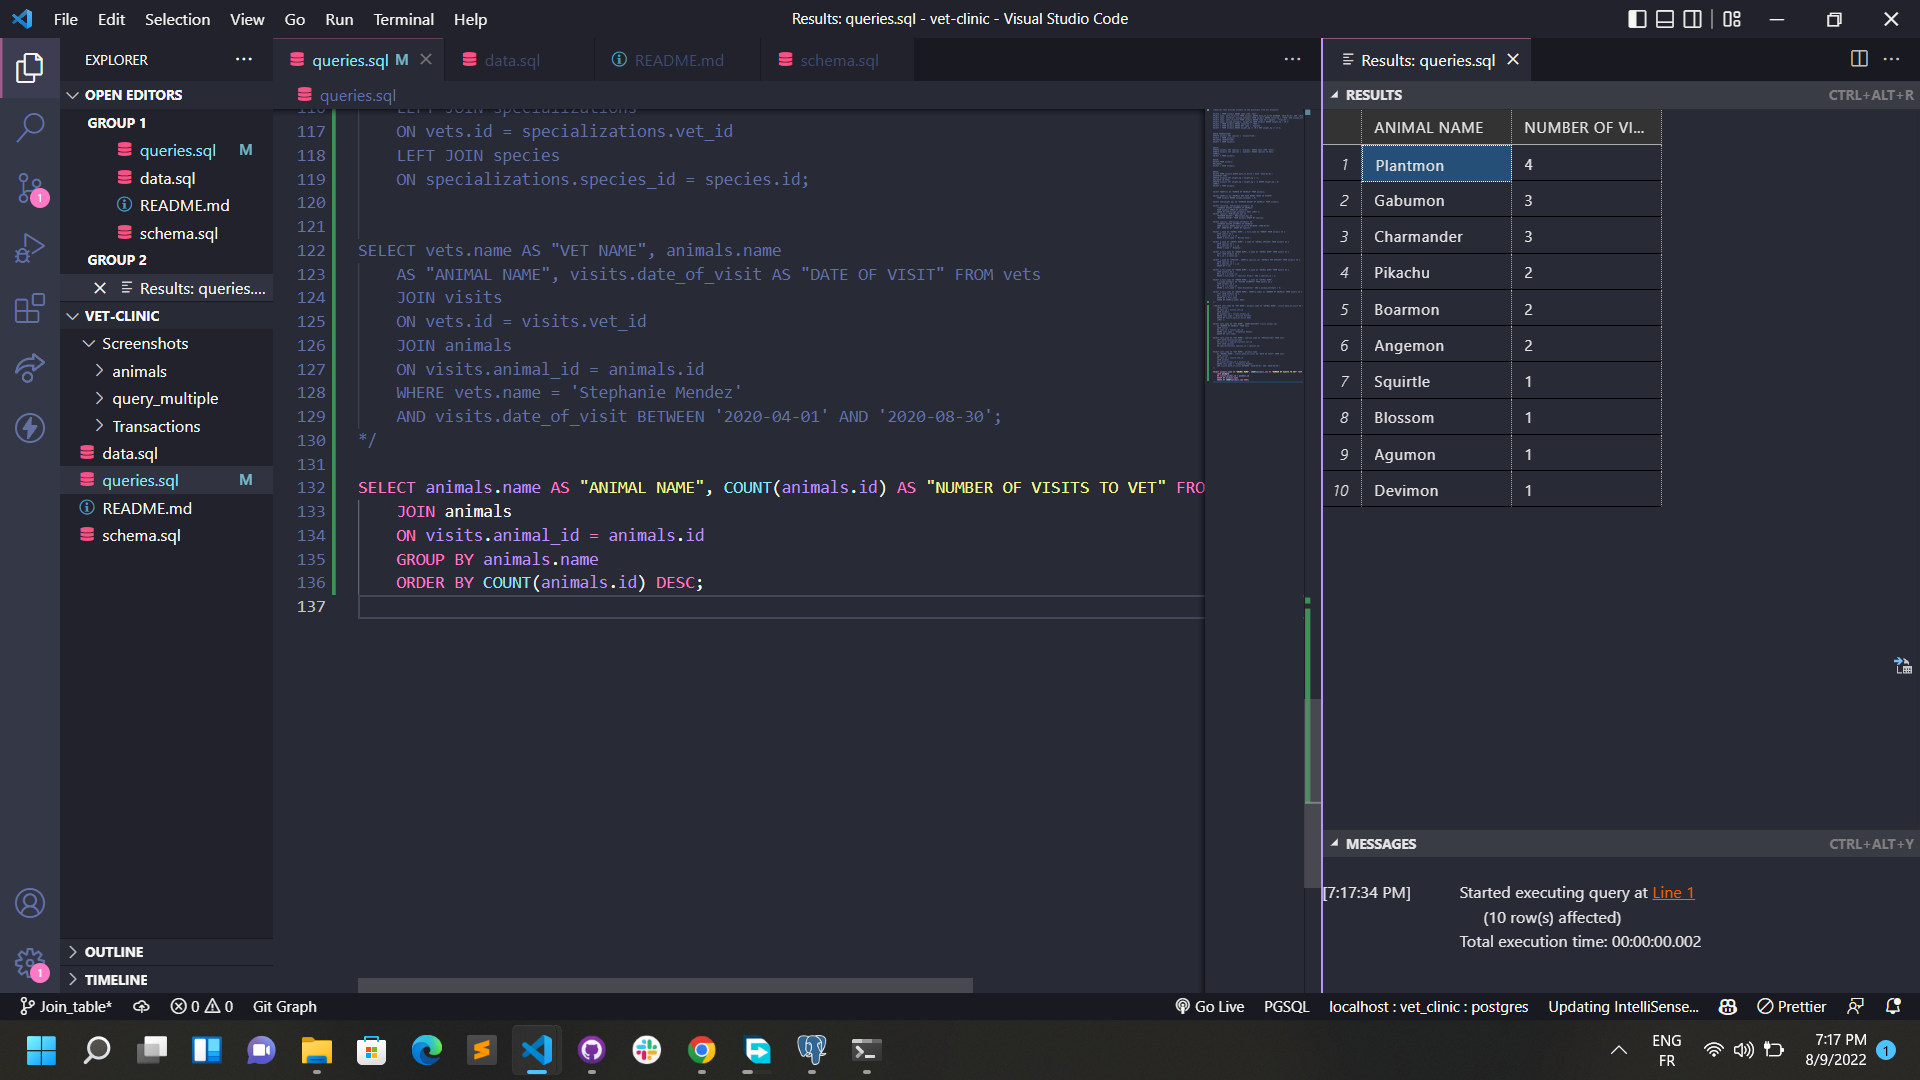 File Edit Selection View Go Run Terminal Help
Results: queries.sql - vet-clinic - Visual Studio Code
EXPLORER
OPEN EDITORS
GROUP 1
queries.sql M
data.sql
README.md
schema.sql
GROUP 2
Results: queries....
VET-CLINIC
Screenshots
animals
query_multiple
Transactions
data.sql
queries.sql M
README.md
schema.sql
OUTLINE
TIMELINE
queries.sql M
data.sql
README.md
schema.sql
queries.sql
116 LEFT JOIN specializations
117 ON vets.id = specializations.vet_id
118 LEFT JOIN species
119 ON specializations.species_id = species.id;
120
121
122 SELECT vets.name AS "VET NAME", animals.name
123 AS "ANIMAL NAME", visits.date_of_visit AS "DATE OF VISIT" FROM vets
124 JOIN visits
125 ON vets.id = visits.vet_id
126 JOIN animals
127 ON visits.animal_id = animals.id
128 WHERE vets.name = 'Stephanie Mendez'
129 AND visits.date_of_visit BETWEEN '2020-04-01' AND '2020-08-30';
130 */
131
132 SELECT animals.name AS "ANIMAL NAME", COUNT(animals.id) AS "NUMBER OF VISITS TO VET" FRO
133 JOIN animals
134 ON visits.animal_id = animals.id
135 GROUP BY animals.name
136 ORDER BY COUNT(animals.id) DESC;
137
Results: queries.sql
RESULTS CTRL+ALT+R
ANIMAL NAME NUMBER OF VI...
1 Plantmon 4
2 Gabumon 3
3 Charmander 3
4 Pikachu 2
5 Boarmon 2
6 Angemon 2
7 Squirtle 1
8 Blossom 1
9 Agumon 1
10 Devimon 1
MESSAGES CTRL+ALT+Y
[7:17:34 PM] Started executing query at Line 1
(10 row(s) affected)
Total execution time: 00:00:00.002
1
1
Join_table* 0 0 Git Graph
Go Live PGSQL localhost : vet_clinic : postgres Updating IntelliSense... Prettier
ENG
FR
7:17 PM
8/9/2022
1